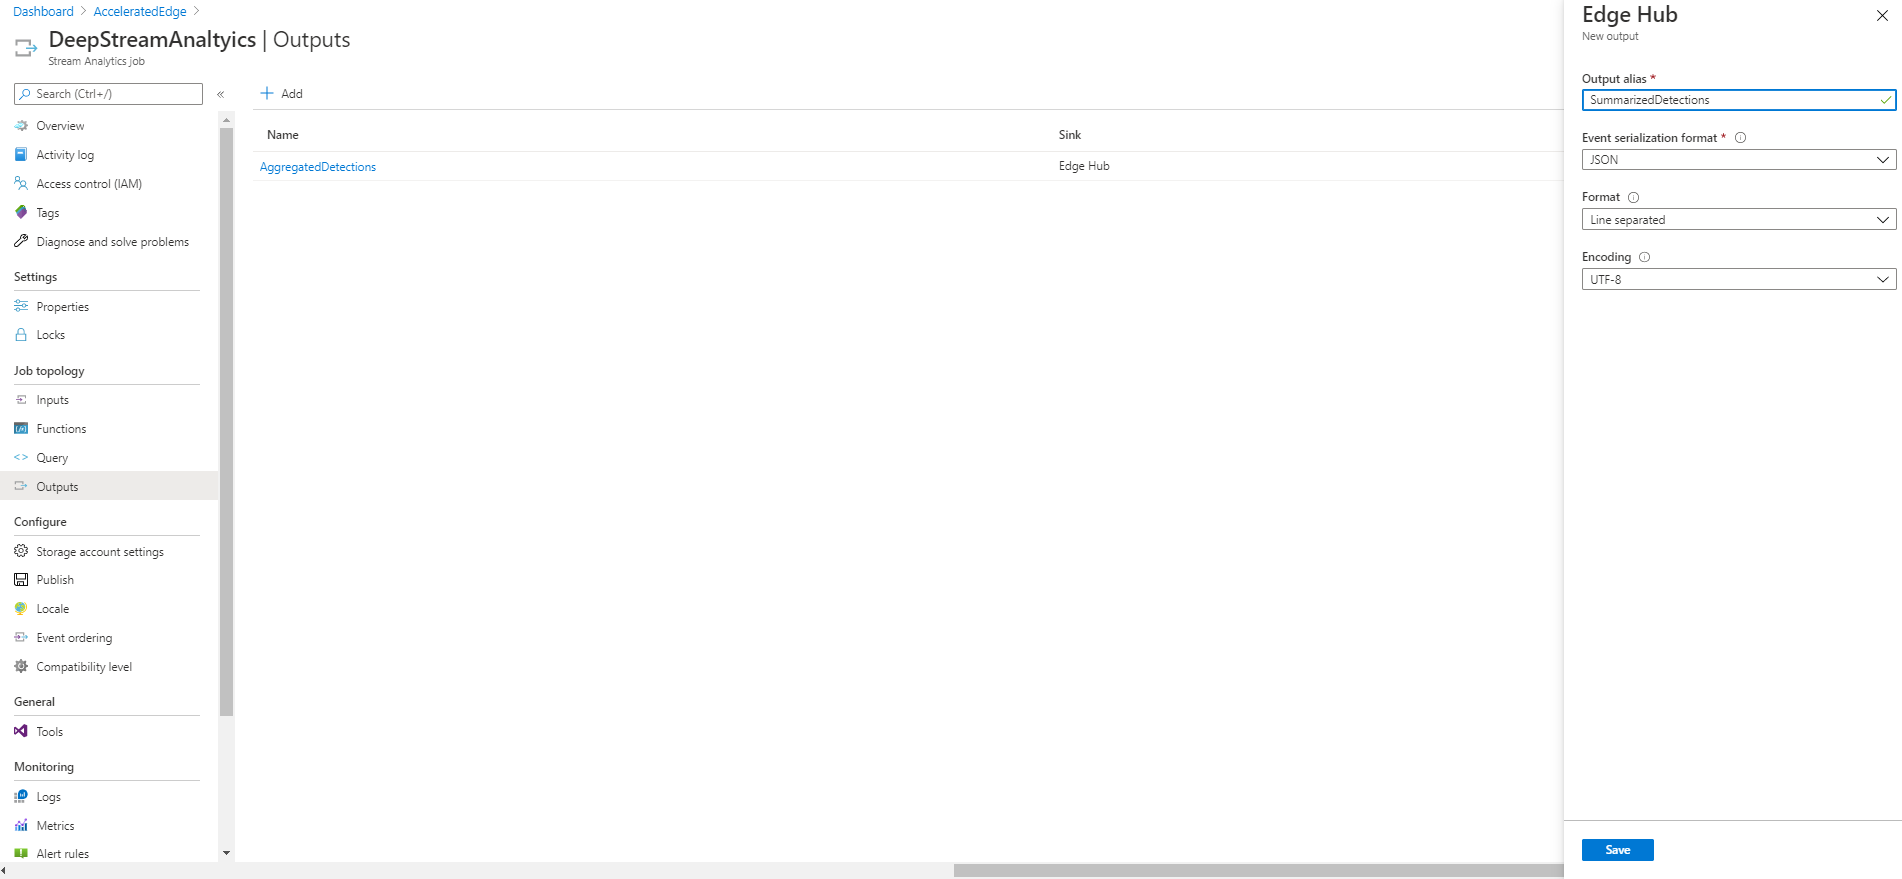 Dashboard > AcceleratedEdge >
DeepStreamAnaltyics | Outputs
Stream Analytics job
Search (Ctrl+/)
«
Overview
Activity log
Access control (IAM)
Tags
Diagnose and solve problems
Settings
Properties
Locks
Job topology
Inputs
Functions
Query
Outputs
Configure
Storage account settings
Publish
Locale
Event ordering
Compatibility level
General
Tools
Monitoring
Logs
Metrics
Alert rules
+ Add
Name Sink
AggregatedDetections Edge Hub
Edge Hub
New output
Output alias *
SummarizedDetections
Event serialization format *
JSON
Format
Line separated
Encoding
UTF-8
Save